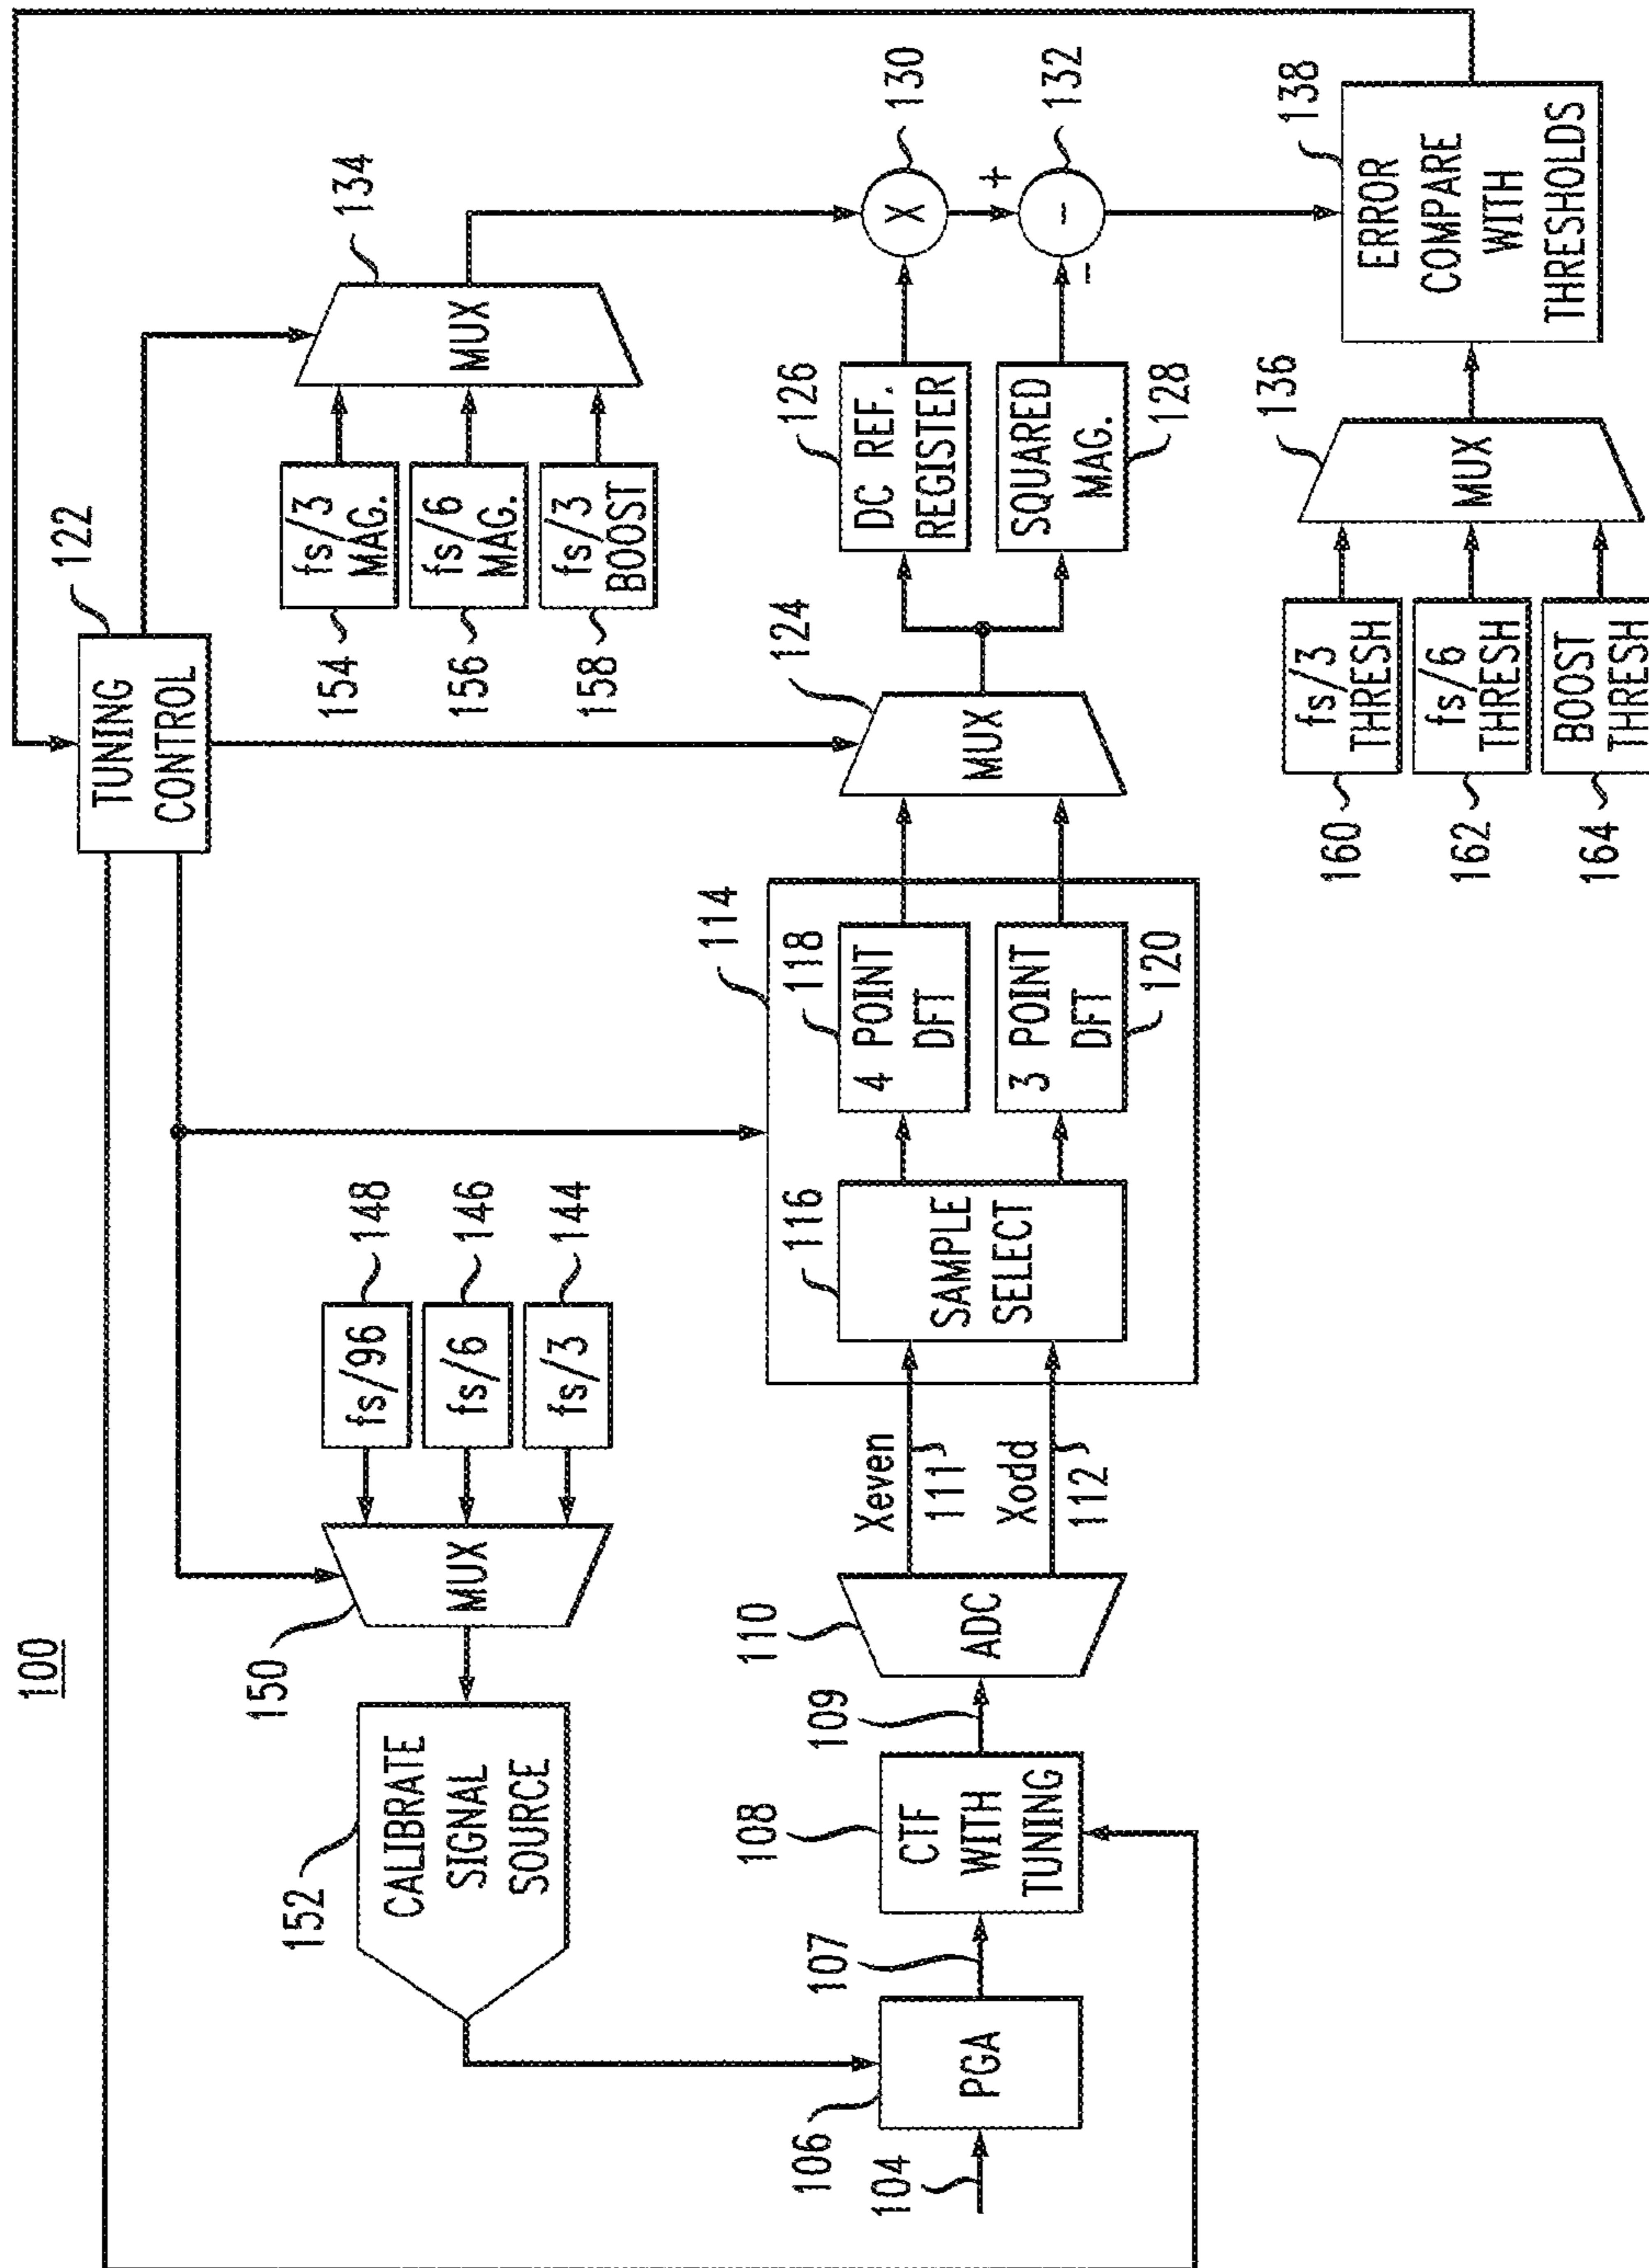 100
TUNING
CONTROL
122
152
CALIBRATE
SIGNAL
SOURCE
150
MUX
fs/96
148
fs/6
146
fs/3
144
154
fs/3
MAG.
156
fs/6
MAG.
158
fs/3
BOOST
MUX
134
104
106
PGA
107
108
CTF
WITH
TUNING
109
110
ADC
Xeven
111
Xodd
112
114
116
SAMPLE
SELECT
118
4 POINT
DFT
3 POINT
DFT
120
124
MUX
126
DC REF.
REGISTER
SQUARED
MAG.
128
X
130
+
-
-
132
160
fs/3
THRESH
162
fs/6
THRESH
164
BOOST
THRESH
MUX
136
ERROR
COMPARE
WITH
THRESHOLDS
138